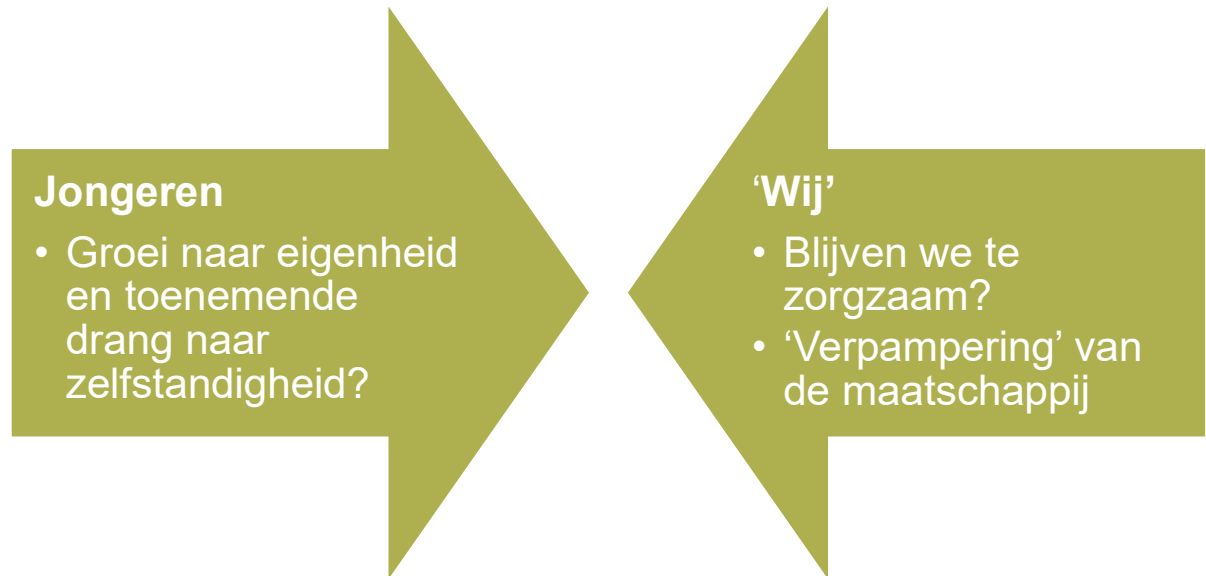 Jongeren
• Groei naar eigenheid
en toenemende
drang naar
zelfstandigheid?
‘Wij’
• Blijven we te
zorgzaam?
• ‘Verpampering’ van
de maatschappij